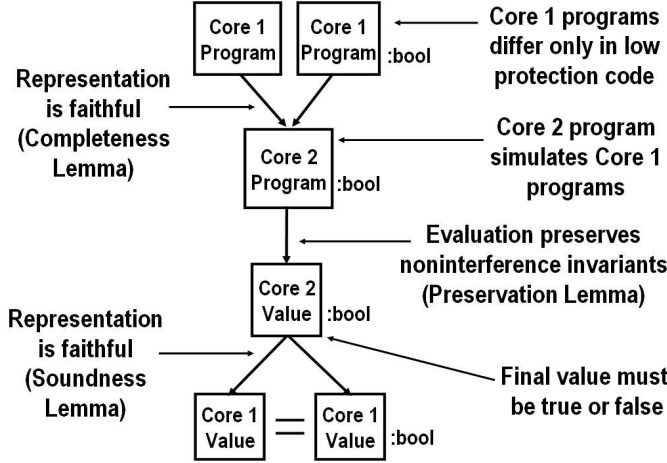 Core 1
Program
Core 1
Program
:bool
Core 1 programs
differ only in low
protection code
Representation
is faithful
(Completeness
Lemma)
Core 2
Program
:bool
Core 2 program
simulates Core 1
programs
Evaluation preserves
noninterference invariants
(Preservation Lemma)
Core 2
Value
:bool
Representation
is faithful
(Soundness
Lemma)
Final value must
be true or false
Core 1
Value
=
Core 1
Value
:bool